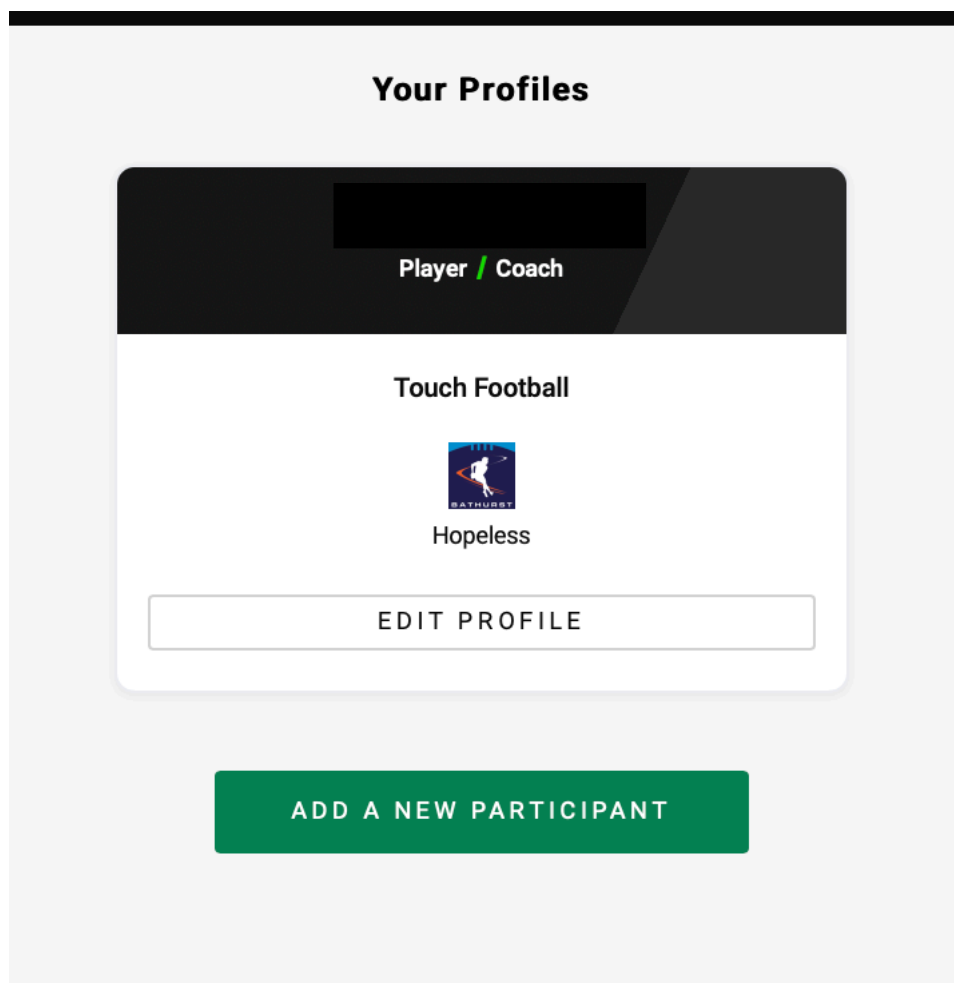 Your Profiles
Player / Coach
Touch Football
BATHURST
Hopeless
EDIT PROFILE
ADD A NEW PARTICIPANT